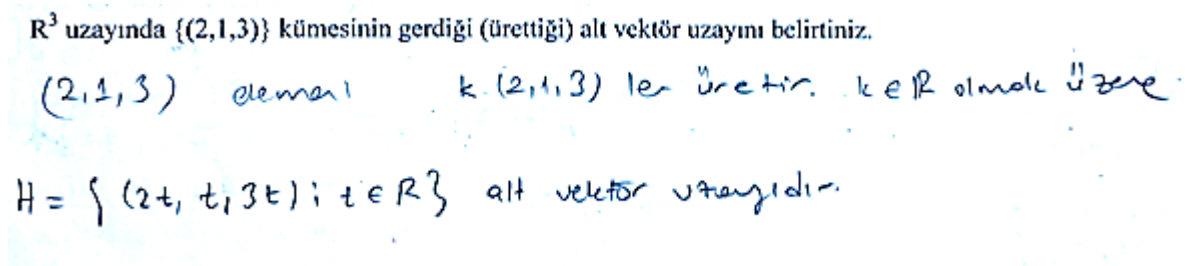 R³ uzayında {(2,1,3)} kümesinin gerdiği (ürettiği) alt vektör uzayını belirtiniz.
(2,1,3) elemanı k.(2,1,3) ler üretir. k∈R olmak üzere.
H = { (2t, t, 3t) ; t ∈ R } alt vektör uzayıdır.